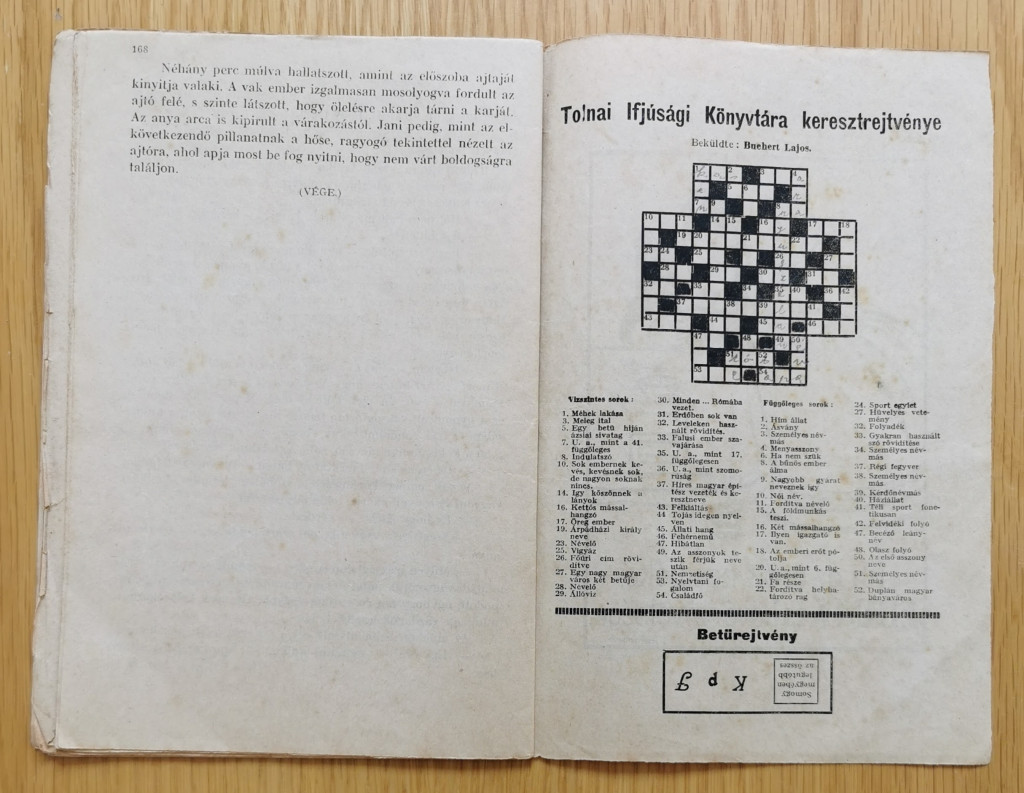 168
Néhány perc múlva hallatszott, amint az előszoba ajtaját
kinyitja valaki. A vak ember izgalmasan mosolyogva fordult az
ajtó felé, s szinte látszott, hogy ölelésre akarja tárni a karját.
Az anya arca is kipirult a várakozástól. Jani pedig, mint az el-
következendő pillanatnak a hőse, ragyogó tekintettel nézett az
ajtóra, ahol apja most be fog nyitni, hogy nem várt boldogságra
találjon.
(VÉGE.)
Tolnai Ifjúsági Könyvtára keresztrejtvénye
Beküldte: Buchert Lajos.
Vízszintes sorok:
1. Méhek lakása
3. Meleg ital
5. Egy betű híján
ázsiai sivatag
7. U. a., mint a 41.
függőleges
8. Indulatszó
10. Sok embernek ke-
vés, kevésnek sok,
de nagyon soknak
nincs.
14. Így köszönnek a
lányok
16. Kettős mással-
hangzó
17. Öreg ember
19. Árpádházi király
neve
23. Névelő
25. Vigyáz
26. Főúri cím rövi-
dítve
27. Egy nagy magyar
város két betűje
28. Névelő
29. Állóvíz
30. Minden ... Rómába
vezet.
31. Erdőben sok van
32. Leveleken hasz-
nált rövidítés.
33. Falusi ember sza-
vajárása
35. U. a., mint 17.
függőlegesen
36. U. a., mint szomo-
rúság
37. Híres magyar épí-
tész vezeték és ke-
resztneve
43. Felkiáltás
44 Tojás idegen nyel-
ven
45. Állati hang
46. Fehérnemű
47. Hibátlan
49. Az asszonyok te-
szik férjük neve
után
51. Nemzetiség
53. Nyelvtani fo-
galom
54. Családfő
Függőleges sorok:
1. Hím állat
2. Ásvány
3. Személyes név-
más
4. Menyasszony
6. Ha nem szűk
8. A bűnös ember
álma
9. Nagyobb gyárat
neveznek így
10. Női név.
11. Fordítva névelő
15. A földmunkás
teszi.
16. Két mássalhangzó
17. Ilyen igazgató is
van.
18. Az emberi erőt pó-
tolja
20. U. a., mint 6. füg-
gőlegesen
21. Fa része
22. Fordítva helyha-
tározó rag
24. Sport egylet
27. Hüvelyes vete-
mény
32. Folyadék
33. Gyakran használt
szó rövidítése
34. Személyes név-
más
37. Régi fegyver
38. Személyes név-
más
39. Kérdőnévmás
40. Háziállat
41. Téli sport fone-
tikusan
42. Felvidéki folyó
47. Becéző leány-
név
48. Olasz folyó
50. Az első asszony
neve
51. Személyes név-
más
52. Duplán magyar
bányaváros
Betűrejtvény
K p g
Somogy
megyében
legutóbb
az összes